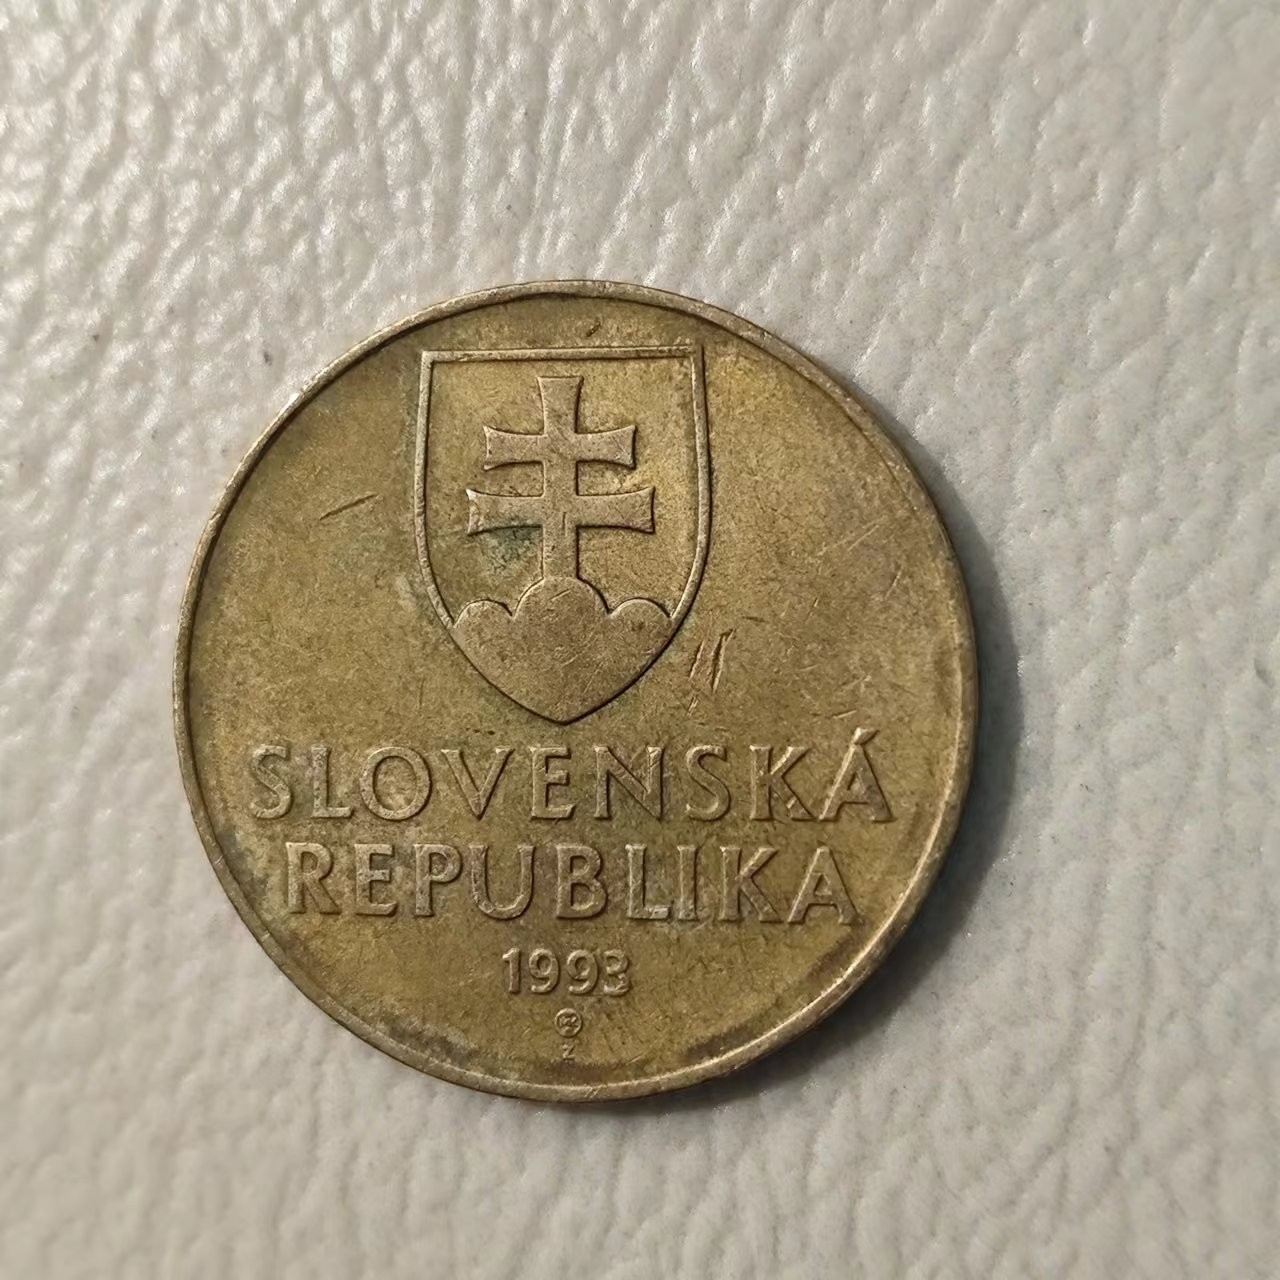 SLOVENSKÁ
REPUBLIKA
1993
Z